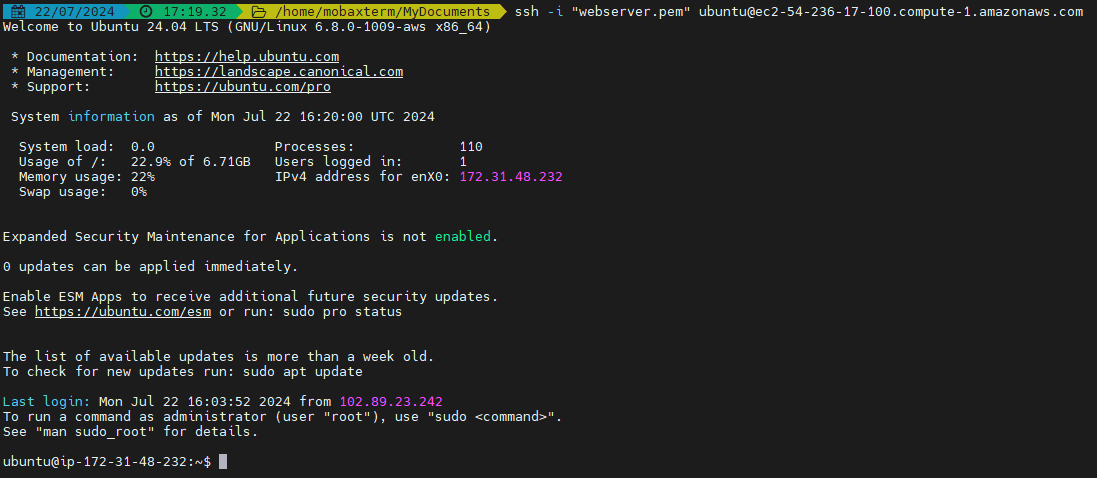 22/07/2024 17:19.32 /home/mobaxterm/MyDocuments ssh -i "webserver.pem" ubuntu@ec2-54-236-17-100.compute-1.amazonaws.com
Welcome to Ubuntu 24.04 LTS (GNU/Linux 6.8.0-1009-aws x86_64)
* Documentation: https://help.ubuntu.com
* Management: https://landscape.canonical.com
* Support: https://ubuntu.com/pro
System information as of Mon Jul 22 16:20:00 UTC 2024
System load: 0.0 Processes: 110
Usage of /: 22.9% of 6.71GB Users logged in: 1
Memory usage: 22% IPv4 address for enX0: 172.31.48.232
Swap usage: 0%
Expanded Security Maintenance for Applications is not enabled.
0 updates can be applied immediately.
Enable ESM Apps to receive additional future security updates.
See https://ubuntu.com/esm or run: sudo pro status
The list of available updates is more than a week old.
To check for new updates run: sudo apt update
Last login: Mon Jul 22 16:03:52 2024 from 102.89.23.242
To run a command as administrator (user "root"), use "sudo <command>".
See "man sudo_root" for details.
ubuntu@ip-172-31-48-232:~$